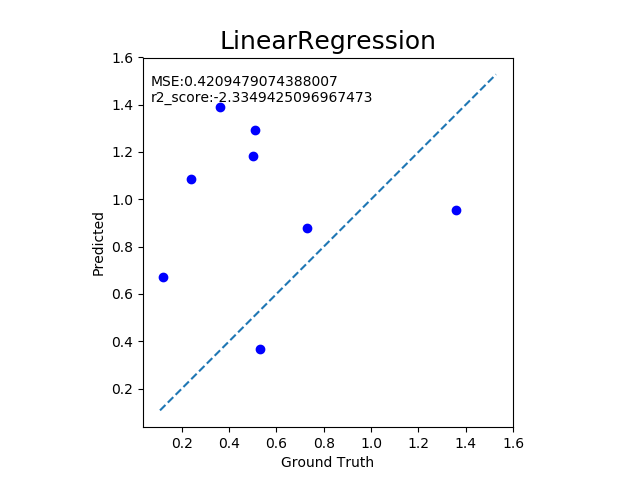 LinearRegression
MSE:0.4209479074388007
r2_score:-2.3349425096967473
Predicted
1.6
1.4
1.2
1.0
0.8
0.6
0.4
0.2
0.2 0.4 0.6 0.8 1.0 1.2 1.4 1.6
Ground Truth